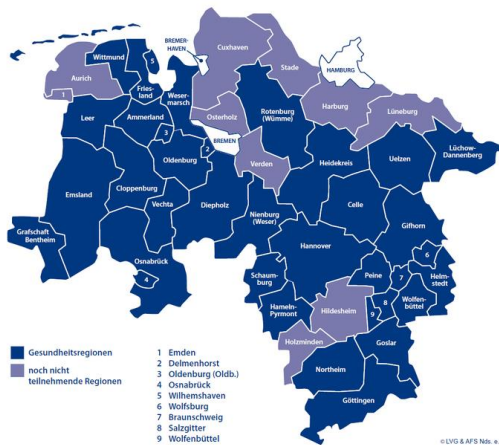 BREMER-
HAVEN
Cuxhaven
Wittmund
5
Stade
HAMBURG
Aurich
Fries-
land
Weser-
marsch
1
Osterholz
Harburg
Lüneburg
Rotenburg
(Wümme)
Leer
Ammerland
3
BREMEN
2
Oldenburg
Verden
Heidekreis
Uelzen
Lüchow-
Dannenberg
Emsland
Cloppenburg
Vechta
Diepholz
Nienburg
(Weser)
Celle
Gifhorn
Grafschaft
Bentheim
Osnabrück
4
Hannover
6
Schaum-
burg
Peine
7
Helm-
stedt
Hameln-
Pyrmont
Hildesheim
8
9
Wolfen-
büttel
Holzminden
Goslar
Northeim
Göttingen
Gesundheitsregionen
noch nicht
teilnehmende Regionen
1 Emden
2 Delmenhorst
3 Oldenburg (Oldb.)
4 Osnabrück
5 Wilhemshaven
6 Wolfsburg
7 Braunschweig
8 Salzgitter
9 Wolfenbüttel
© LVG & AFS Nds. e